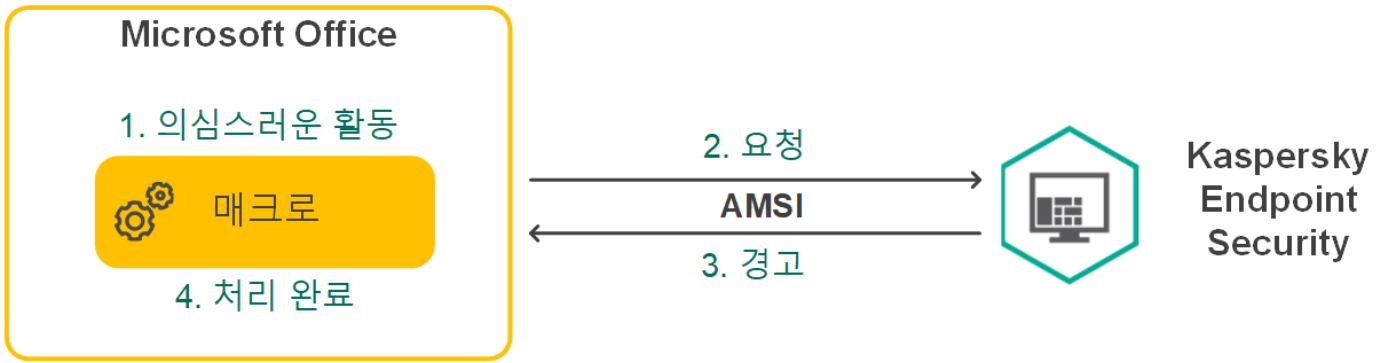 Microsoft Office
1. 의심스러운 활동
매크로
4. 처리 완료
2. 요청
AMSI
3. 경고
Kaspersky
Endpoint
Security